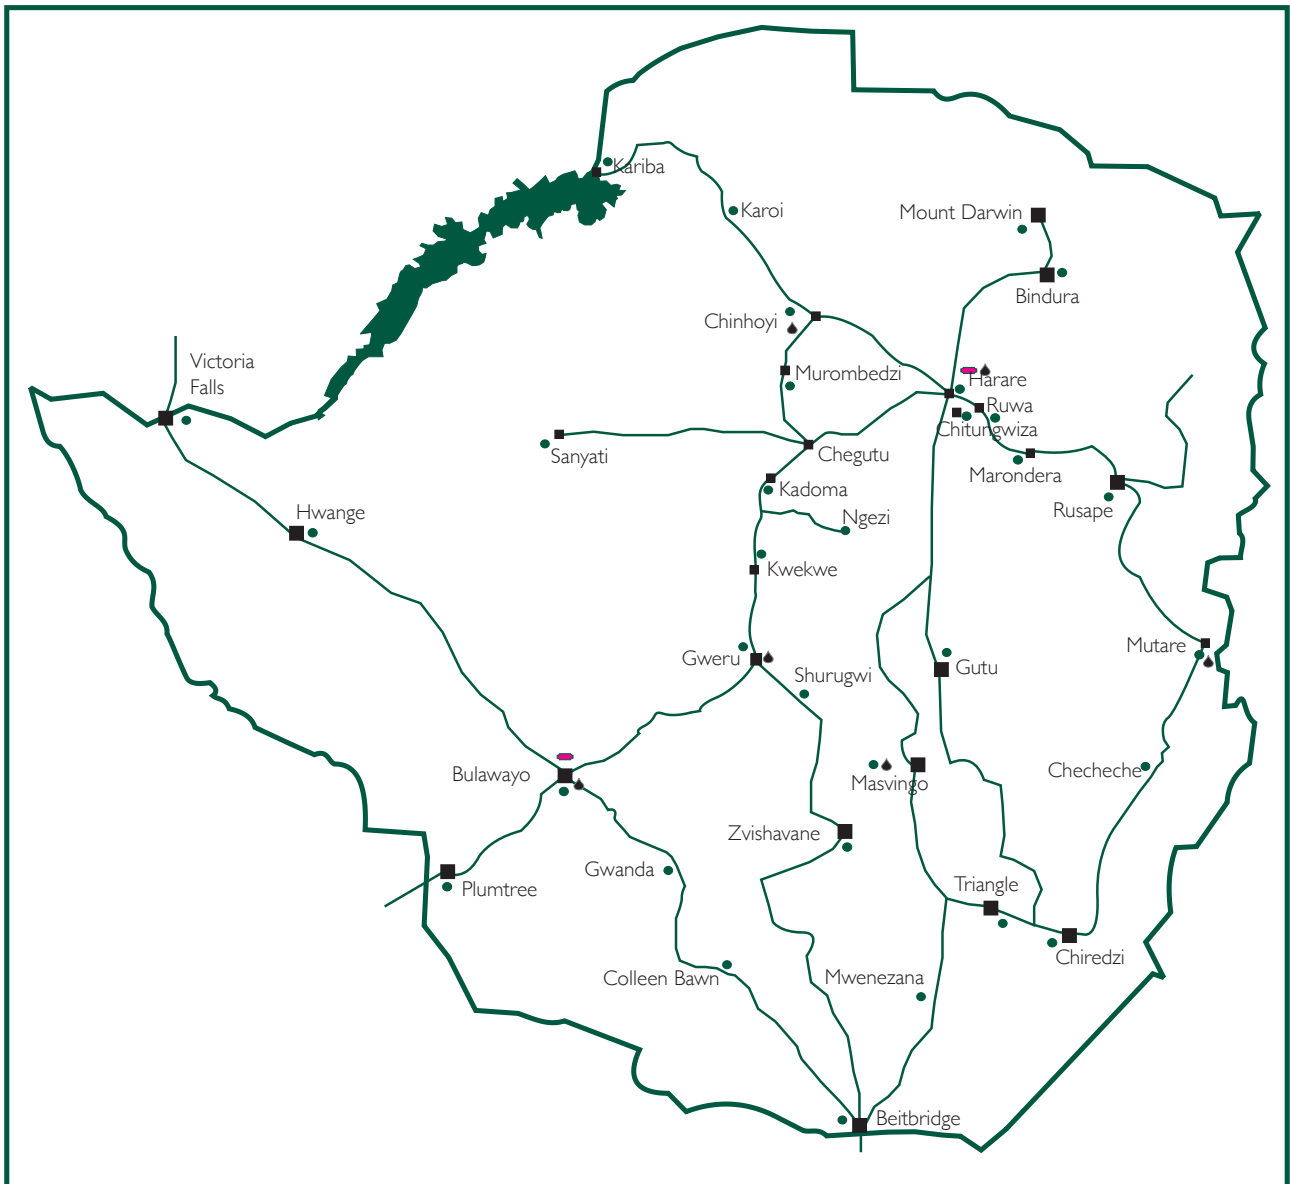 Kariba
Karoi
Mount Darwin
Bindura
Chinhoyi
Victoria
Falls
Murombedzi
Harare
Ruwa
Chitungwiza
Sanyati
Chegutu
Marondera
Kadoma
Rusape
Hwange
Ngezi
Kwekwe
Gweru
Shurugwi
Gutu
Mutare
Bulawayo
Masvingo
Checheche
Zvishavane
Gwanda
Plumtree
Triangle
Colleen Bawn
Mwenezana
Chiredzi
Beitbridge